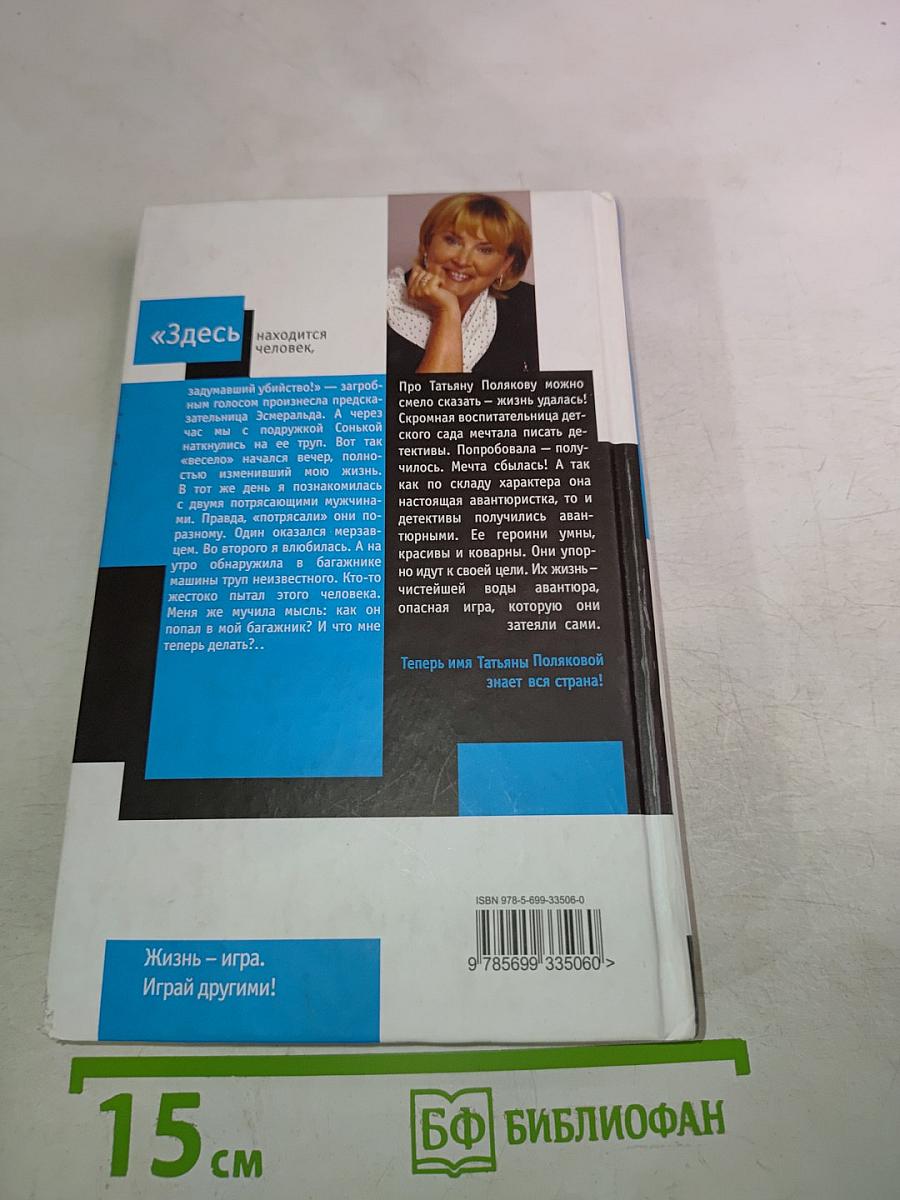 «Здесь находится
человек,
задумавший убийство!» — загроб-
ным голосом произнесла предска-
зательница Эсмеральда. А через
час мы с подружкой Сонькой
наткнулись на ее труп. Вот так
«весело» начался вечер, полно-
стью изменивший мою жизнь.
В тот же день я познакомилась
с двумя потрясающими мужчина-
ми. Правда, «потрясали» они по-
разному. Один оказался мерзав-
цем. Во второго я влюбилась. А на
утро обнаружила в багажнике
машины труп неизвестного. Кто-то
жестоко пытал этого человека.
Меня же мучила мысль: как он
попал в мой багажник? И что мне
теперь делать?..
Про Татьяну Полякову можно
смело сказать – жизнь удалась!
Скромная воспитательница дет-
ского сада мечтала писать де-
тективы. Попробовала – полу-
чилось. Мечта сбылась! А так
как по складу характера она
настоящая авантюристка, то и
детективы получились аван-
тюрными. Ее героини умны,
красивы и коварны. Они упор-
но идут к своей цели. Их жизнь –
чистейшей воды авантюра,
опасная игра, которую они
затеяли сами.
Теперь имя Татьяны Поляковой
знает вся страна!
ISBN 978-5-699-33506-0
9 785699 335060 >
Жизнь – игра.
Играй другими!
15 см
БФ БИБЛИОФАН